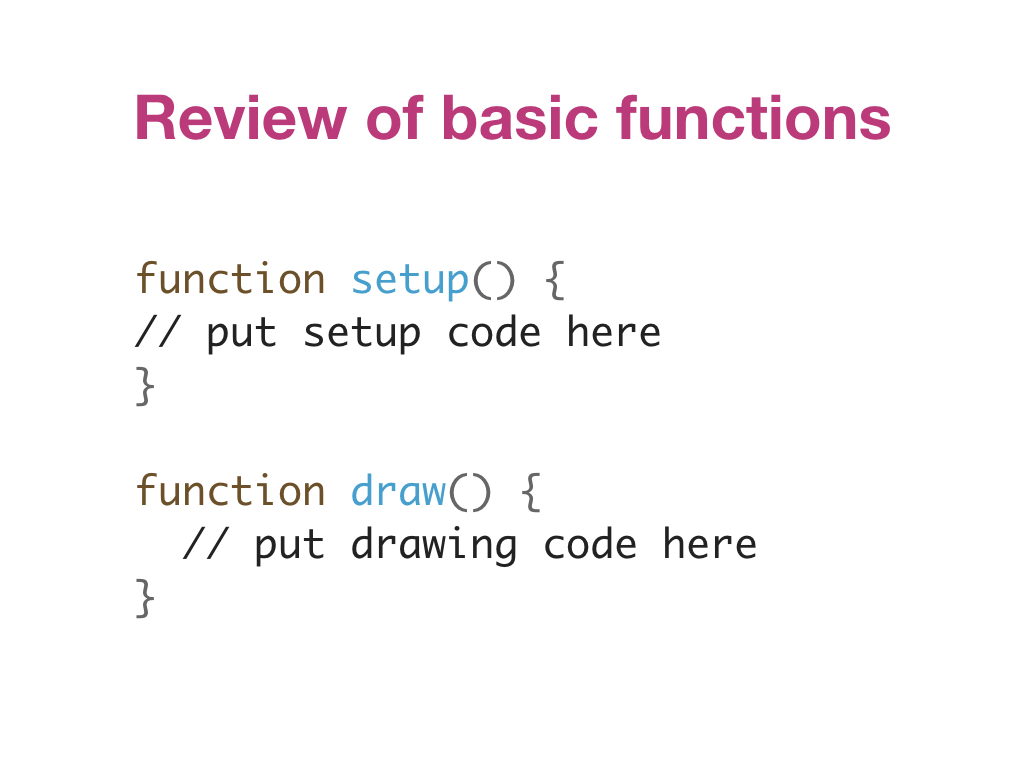 Review of basic functions
function setup() {
// put setup code here
}
function draw() {
  // put drawing code here
}